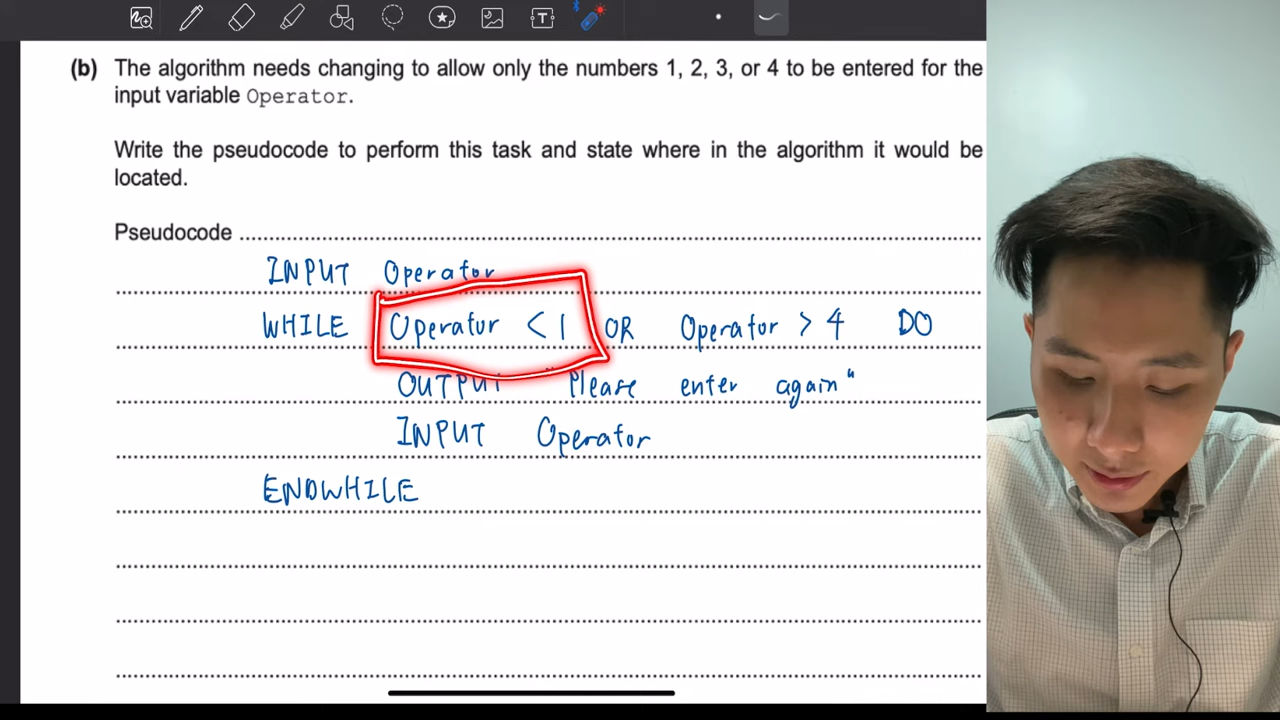 (b) The algorithm needs changing to allow only the numbers 1, 2, 3, or 4 to be entered for the
input variable Operator.
Write the pseudocode to perform this task and state where in the algorithm it would be
located.
Pseudocode
INPUT Operator
WHILE Operator < 1 OR Operator > 4 DO
OUTPUT "Please enter again"
INPUT Operator
ENDWHILE